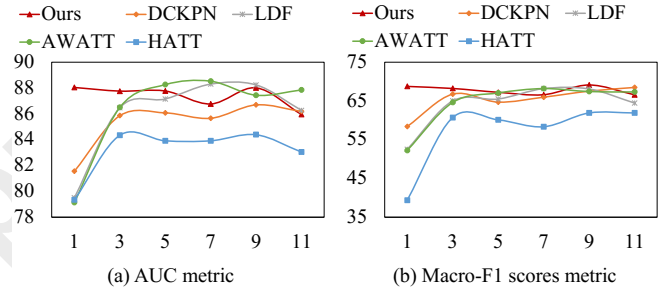 Ours DCKPN LDF
AWATT HATT
90
88
86
84
82
80
78
1 3 5 7 9 11
(a) AUC metric
Ours DCKPN LDF
AWATT HATT
75
65
55
45
35
1 3 5 7 9 11
(b) Macro-F1 scores metric